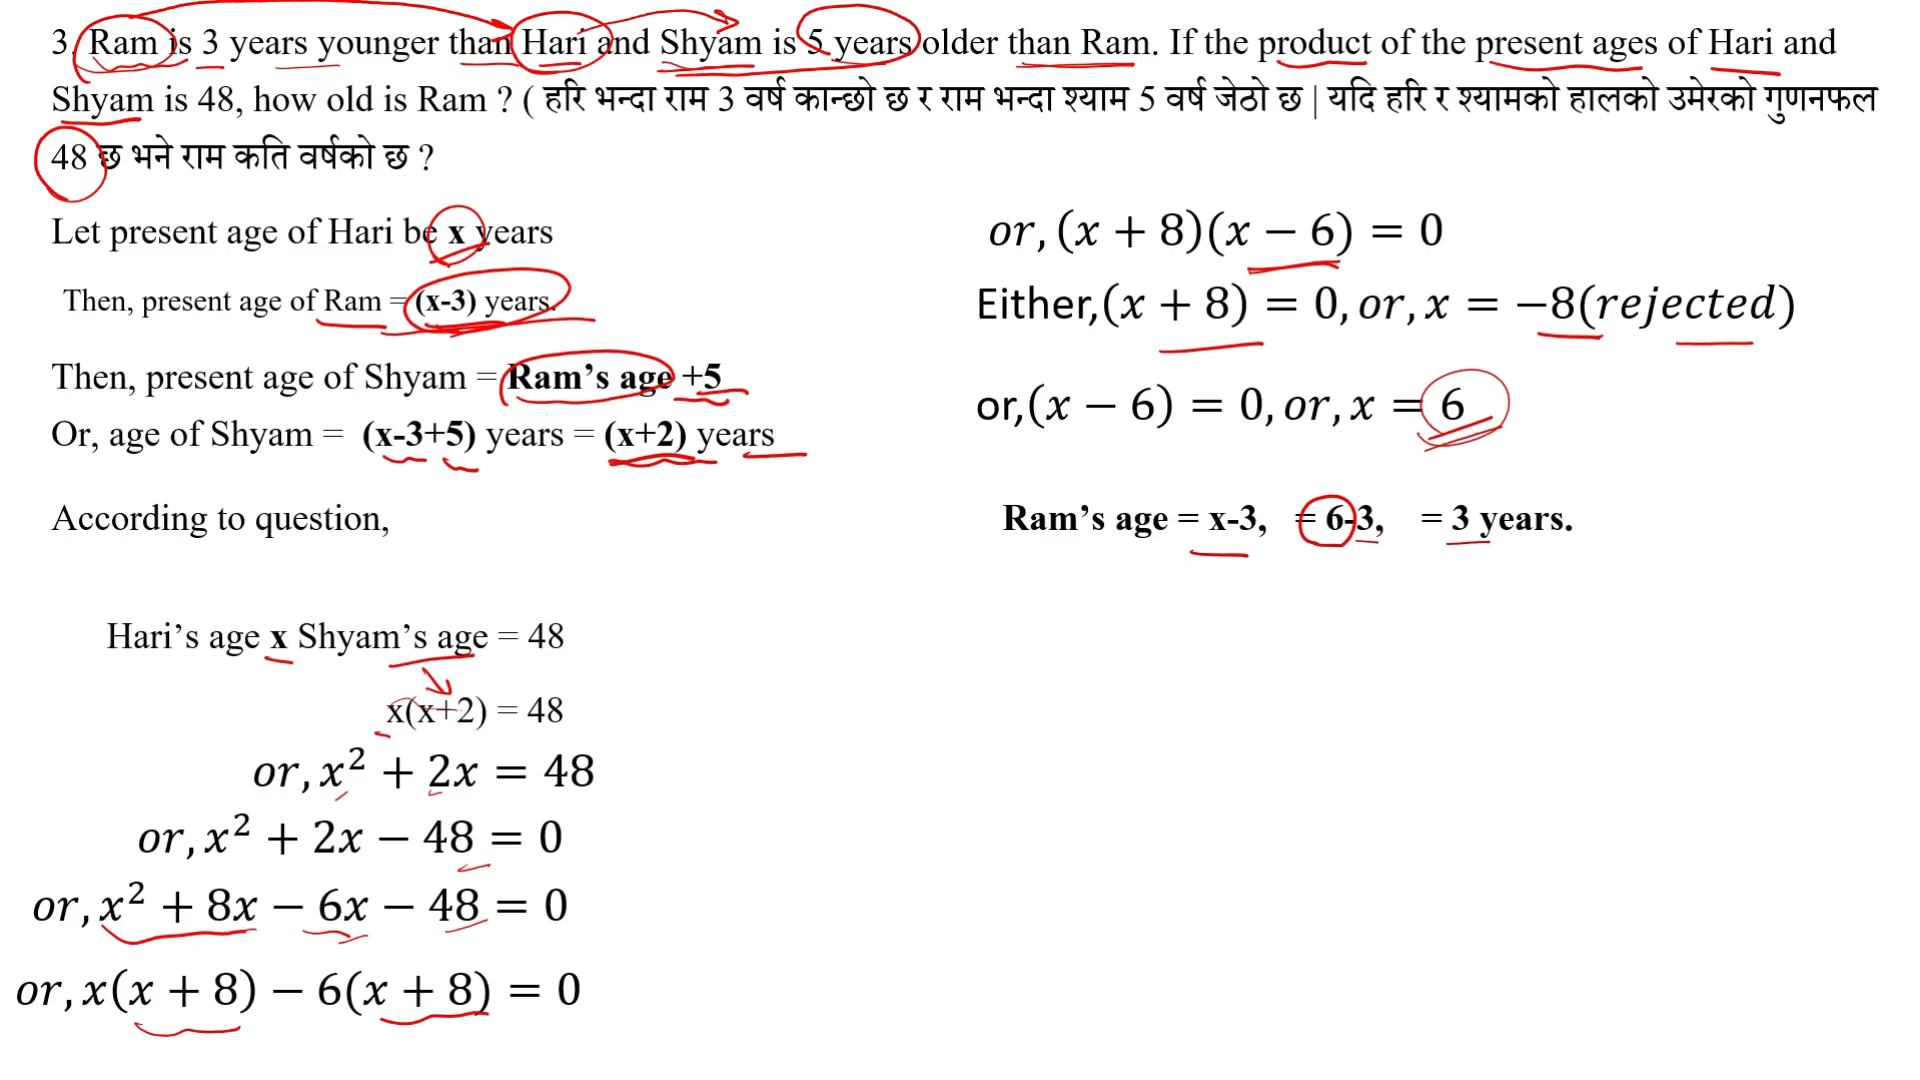 3. Ram is 3 years younger than Hari and Shyam is 5 years older than Ram. If the product of the present ages of Hari and
Shyam is 48, how old is Ram ? ( हरि भन्दा राम 3 वर्ष कान्छो छ र राम भन्दा श्याम 5 वर्ष जेठो छ | यदि हरि र श्यामको हालको उमेरको गुणनफल
48 छ भने राम कति वर्षको छ ?
Let present age of Hari be x years
Then, present age of Ram = (x-3) years.
Then, present age of Shyam = Ram’s age +5
Or, age of Shyam = (x-3+5) years = (x+2) years
According to question,
Hari’s age x Shyam’s age = 48
x(x+2) = 48
or, x² + 2x = 48
or, x² + 2x − 48 = 0
or, x² + 8x − 6x − 48 = 0
or, x(x + 8) − 6(x + 8) = 0
or, (x + 8)(x − 6) = 0
Either,(x + 8) = 0, or, x = −8(rejected)
or,(x − 6) = 0, or, x = 6
Ram’s age = x-3, = 6-3, = 3 years.